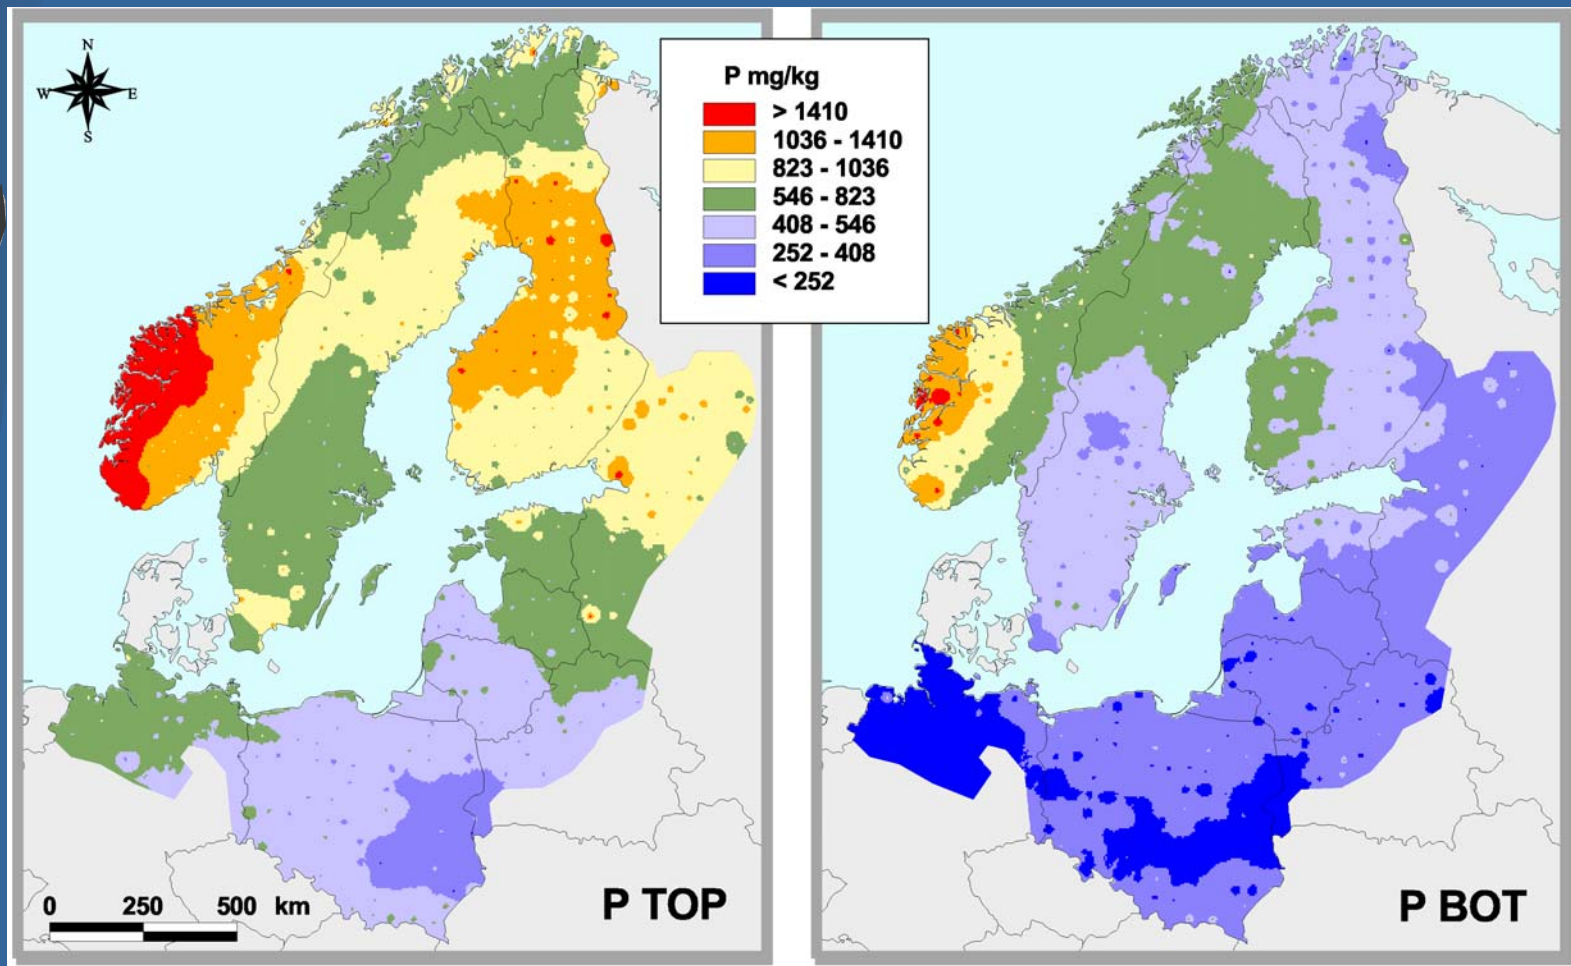 N
W E
S
P mg/kg
> 1410
1036 - 1410
823 - 1036
546 - 823
408 - 546
252 - 408
< 252
0 250 500 km
P TOP
P BOT